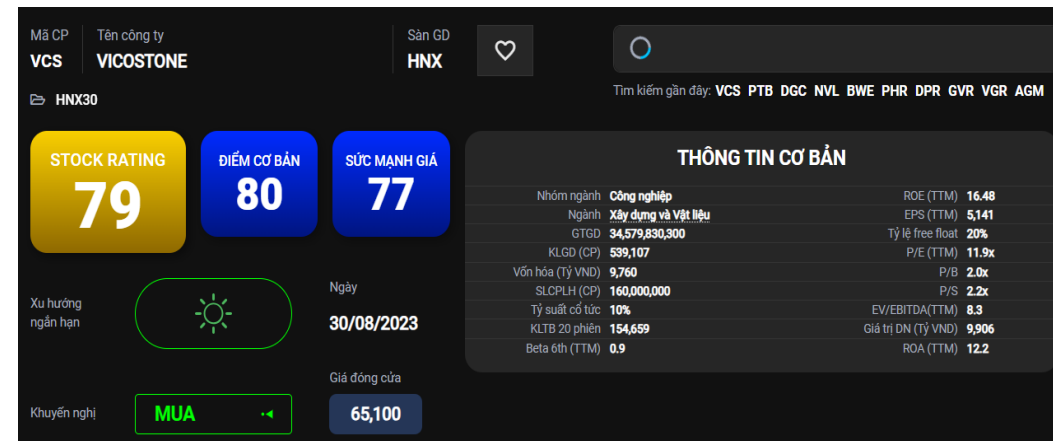 Mã CP Tên công ty Sàn GD
VCS VICOSTONE HNX
HNX30
Tìm kiếm gần đây: VCS PTB DGC NVL BWE PHR DPR GVR VGR AGM
STOCK RATING
79
ĐIỂM CƠ BẢN
80
SỨC MẠNH GIÁ
77
Xu hướng
ngắn hạn
Ngày
30/08/2023
Giá đóng cửa
Khuyến nghị MUA 65,100
THÔNG TIN CƠ BẢN
Nhóm ngành Công nghiệp ROE (TTM) 16.48
Ngành Xây dựng và Vật liệu EPS (TTM) 5,141
GTGD 34,579,830,300 Tỷ lệ free float 20%
KLGD (CP) 539,107 P/E (TTM) 11.9x
Vốn hóa (Tỷ VND) 9,760 P/B 2.0x
SLCPLH (CP) 160,000,000 P/S 2.2x
Tỷ suất cổ tức 10% EV/EBITDA(TTM) 8.3
KLTB 20 phiên 154,659 Giá trị DN (Tỷ VND) 9,906
Beta 6th (TTM) 0.9 ROA (TTM) 12.2